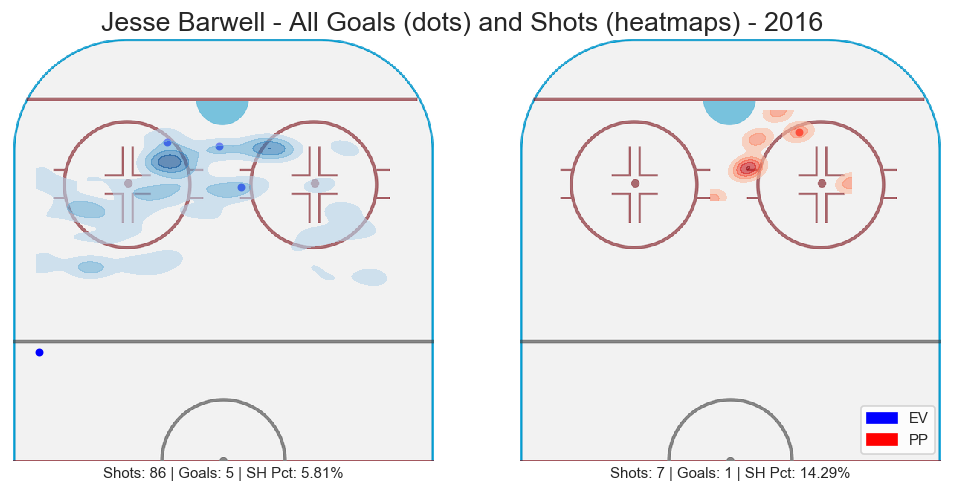 Jesse Barwell - All Goals (dots) and Shots (heatmaps) - 2016
EV
PP
Shots: 86 | Goals: 5 | SH Pct: 5.81%
Shots: 7 | Goals: 1 | SH Pct: 14.29%